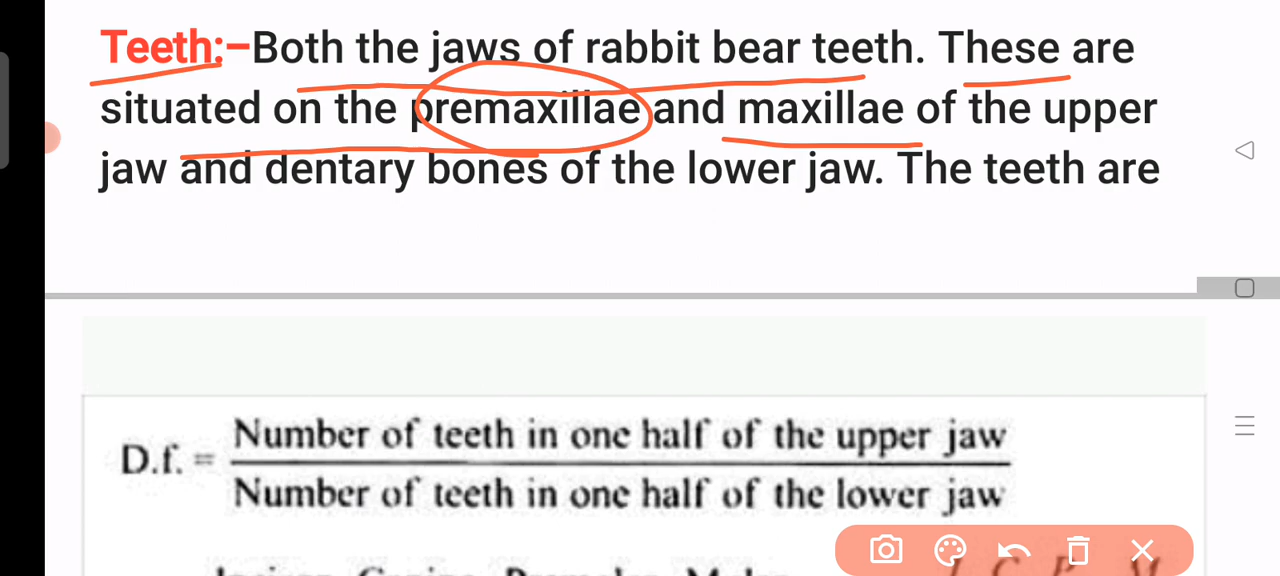 Teeth:–Both the jaws of rabbit bear teeth. These are
situated on the premaxillae and maxillae of the upper
jaw and dentary bones of the lower jaw. The teeth are
D.f. = Number of teeth in one half of the upper jaw
Number of teeth in one half of the lower jaw